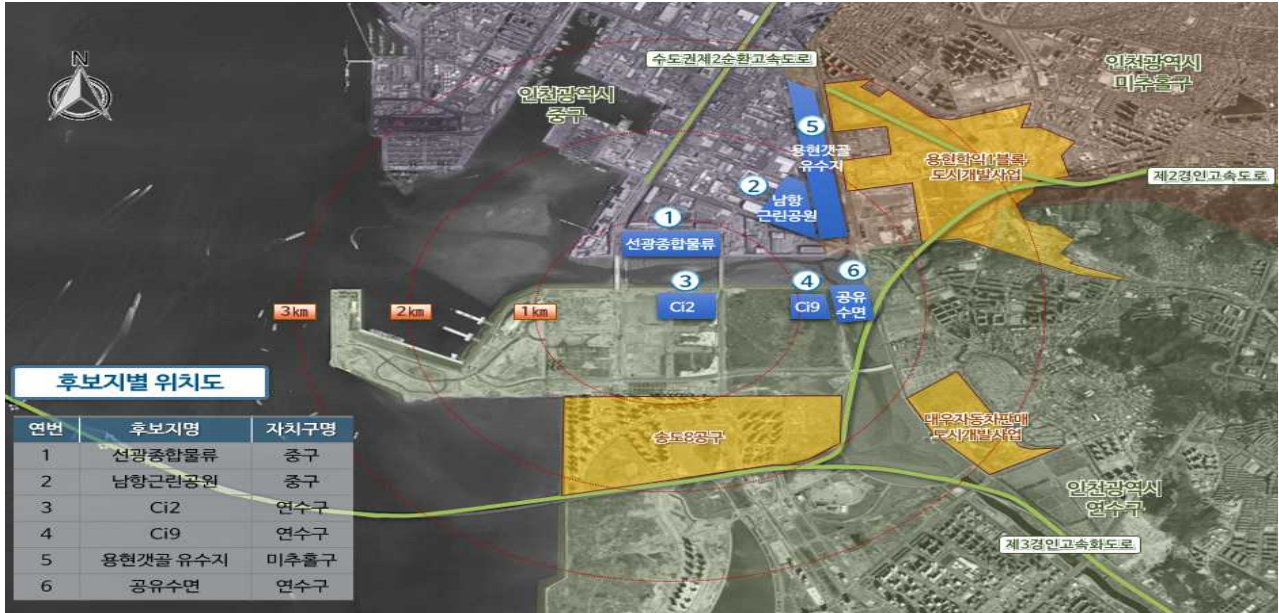 N
수도권제2순환고속도로
인천광역시
중구
인천광역시
미추홀구
5
용현갯골
유수지
용현학익1블록
도시개발사업
제2경인고속도로
2
남항
근린공원
1
선광종합물류
3
Ci2
4
Ci9
6
공유
수면
3㎞
2㎞
1㎞
송도8공구
대우자동차판매
도시개발사업
인천광역시
연수구
제3경인고속화도로
후보지별 위치도
연번 후보지명 자치구명
1 선광종합물류 중구
2 남항근린공원 중구
3 Ci2 연수구
4 Ci9 연수구
5 용현갯골 유수지 미추홀구
6 공유수면 연수구